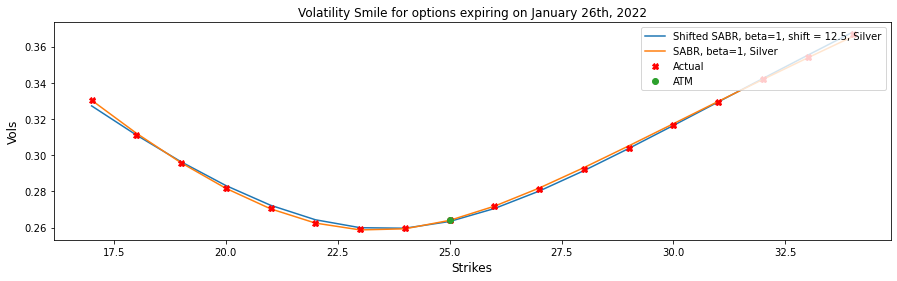 Volatility Smile for options expiring on January 26th, 2022
Shifted SABR, beta=1, shift = 12.5, Silver
SABR, beta=1, Silver
Actual
ATM
Vols
0.36
0.34
0.32
0.30
0.28
0.26
17.5 20.0 22.5 25.0 27.5 30.0 32.5
Strikes